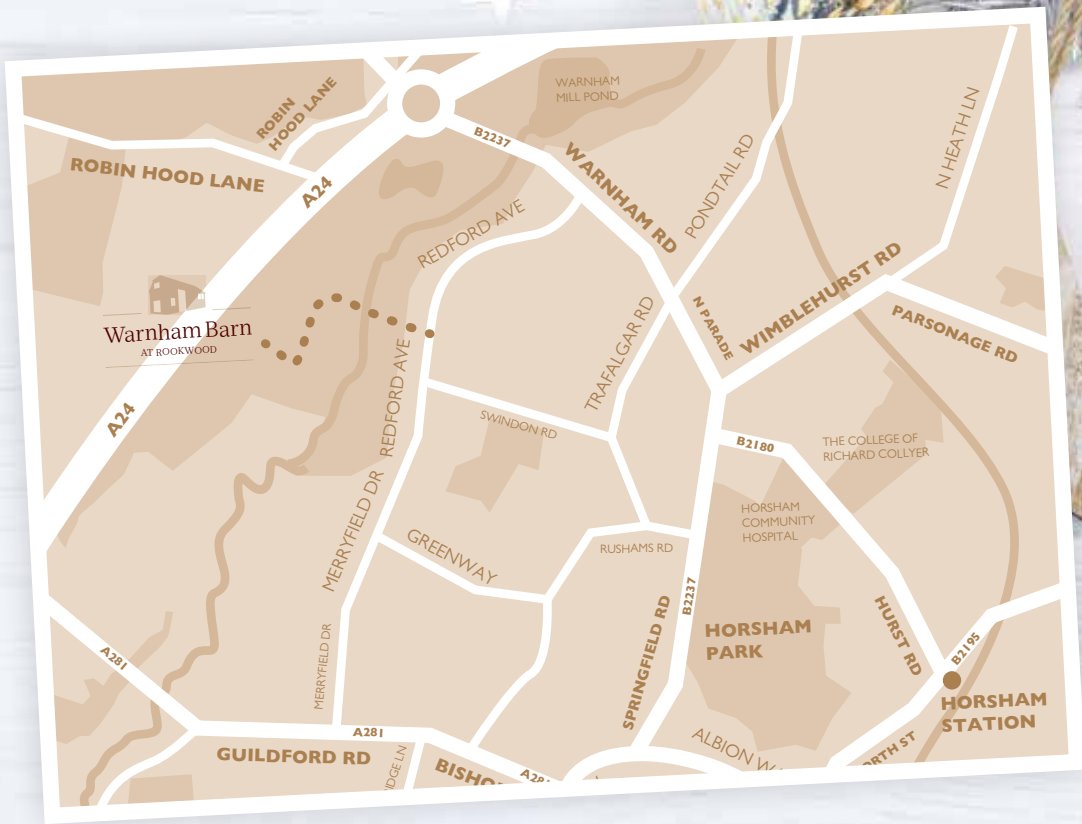 WARNHAM
MILL POND
ROBIN
HOOD LANE
B2237
N HEATH LN
ROBIN HOOD LANE
A24
WARNHAM RD
PONDTAIL RD
REDFORD AVE
WIMBLEHURST RD
Warnham Barn
AT ROOKWOOD
N PARADE
TRAFALGAR RD
PARSONAGE RD
REDFORD AVE
A24
SWINDON RD
B2180
THE COLLEGE OF
RICHARD COLLYER
MERRYFIELD DR
HORSHAM
COMMUNITY
HOSPITAL
GREENWAY
RUSHAMS RD
B2237
SPRINGFIELD RD
HORSHAM
PARK
HURST RD
B2195
A281
MERRYFIELD DR
HORSHAM
STATION
A281
GUILDFORD RD
ALBION